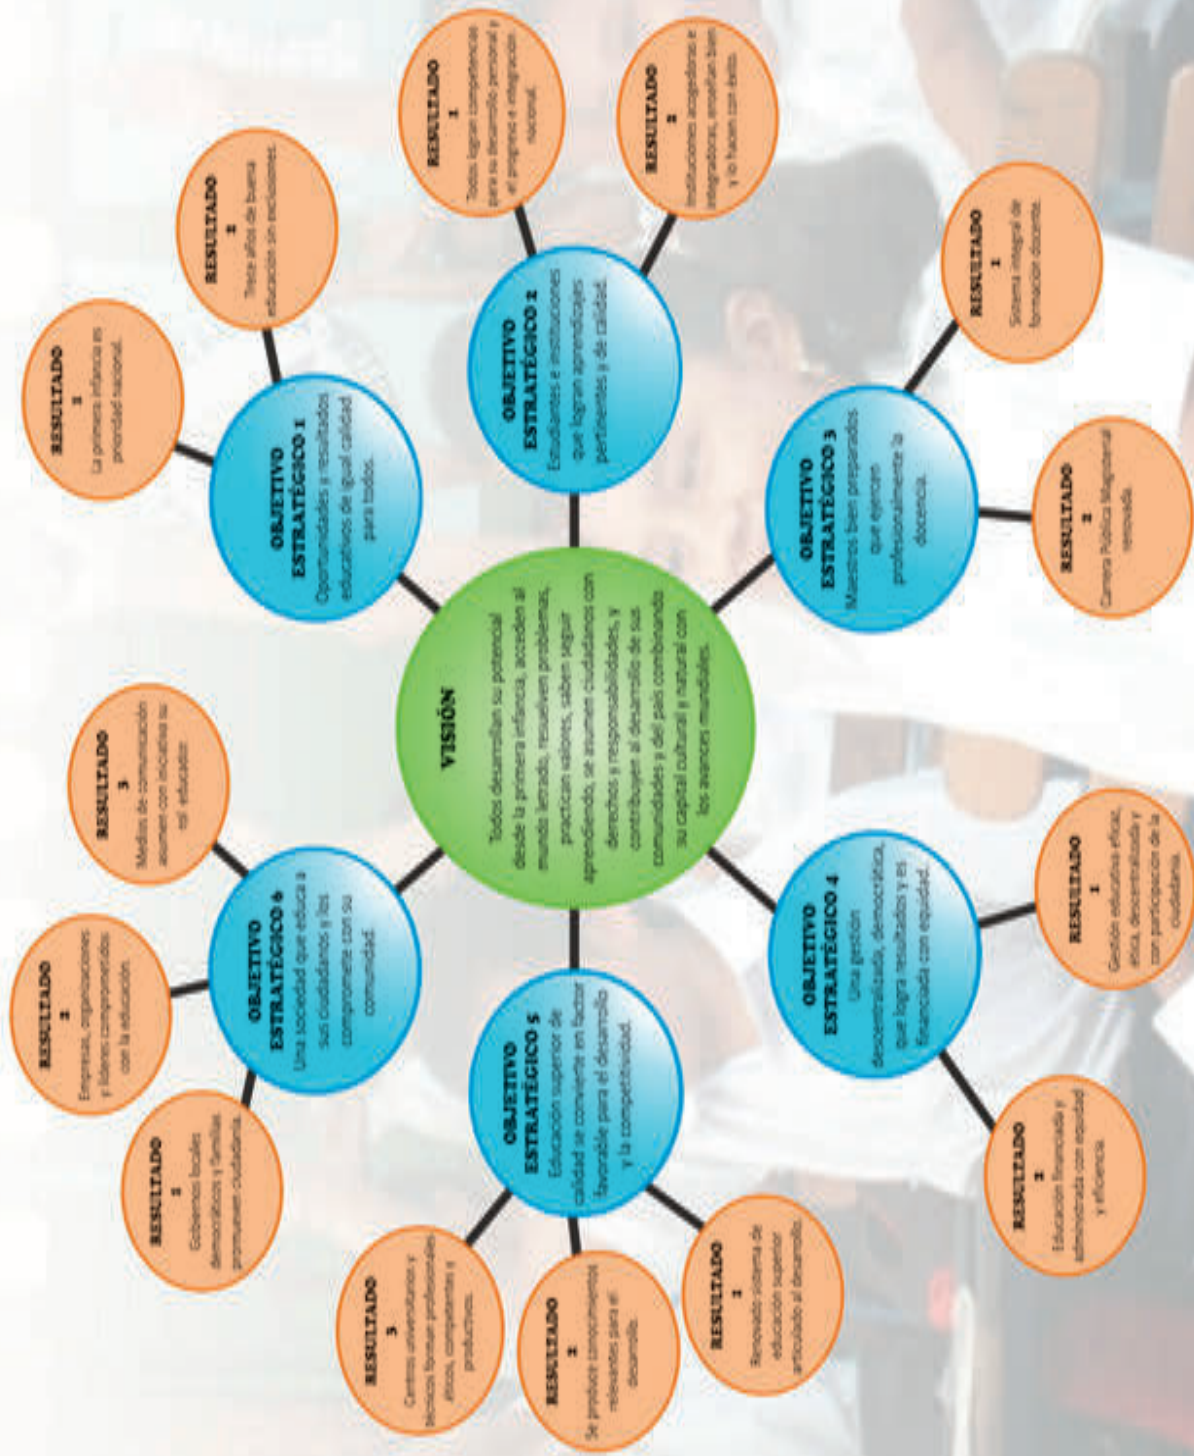 VISIÓN
Todos desarrollan su potencial
desde la primera infancia, acceden al
mundo letrado, resuelven problemas,
practican valores, saben seguir
aprendiendo, se asumen ciudadanos con
derechos y responsabilidades, y
contribuyen al desarrollo de sus
comunidades y del país combinando
su capital cultural y natural con
los avances mundiales.
OBJETIVO
ESTRATÉGICO 1
Oportunidades y resultados
educativos de igual calidad
para todos.
RESULTADO
1
La primera infancia es
prioridad nacional.
RESULTADO
2
Trece años de buena
educación sin exclusiones.
OBJETIVO
ESTRATÉGICO 2
Estudiantes e instituciones
que logran aprendizajes
pertinentes y de calidad.
RESULTADO
1
Todos logran competencias
para su desarrollo personal y
el progreso e integración
nacional.
RESULTADO
2
Instituciones acogedoras e
integradoras, enseñan bien
y lo hacen con éxito.
OBJETIVO
ESTRATÉGICO 3
Maestros bien preparados
que ejercen
profesionalmente la
docencia.
RESULTADO
1
Sistema integral de
formación docente.
RESULTADO
2
Carrera Pública Magisterial
renovada.
OBJETIVO
ESTRATÉGICO 4
Una gestión
descentralizada, democrática,
que logra resultados y es
financiada con equidad.
RESULTADO
1
Gestión educativa eficaz,
ética, descentralizada y
con participación de la
ciudadanía.
RESULTADO
2
Educación financiada y
administrada con equidad
y eficiencia.
OBJETIVO
ESTRATÉGICO 5
Educación superior de
calidad se convierte en factor
favorable para el desarrollo
y la competitividad.
RESULTADO
1
Renovado sistema de
educación superior
articulado al desarrollo.
RESULTADO
2
Se produce conocimientos
relevantes para el
desarrollo.
RESULTADO
3
Centros universitarios y
técnicos forman profesionales
éticos, competentes y
productivos.
OBJETIVO
ESTRATÉGICO 6
Una sociedad que educa a
sus ciudadanos y los
compromete con su
comunidad.
RESULTADO
1
Gobiernos locales
democráticos y familias
promueven ciudadanía.
RESULTADO
2
Empresas, organizaciones
y líderes comprometidos
con la educación.
RESULTADO
3
Medios de comunicación
asumen con iniciativa su
rol educador.